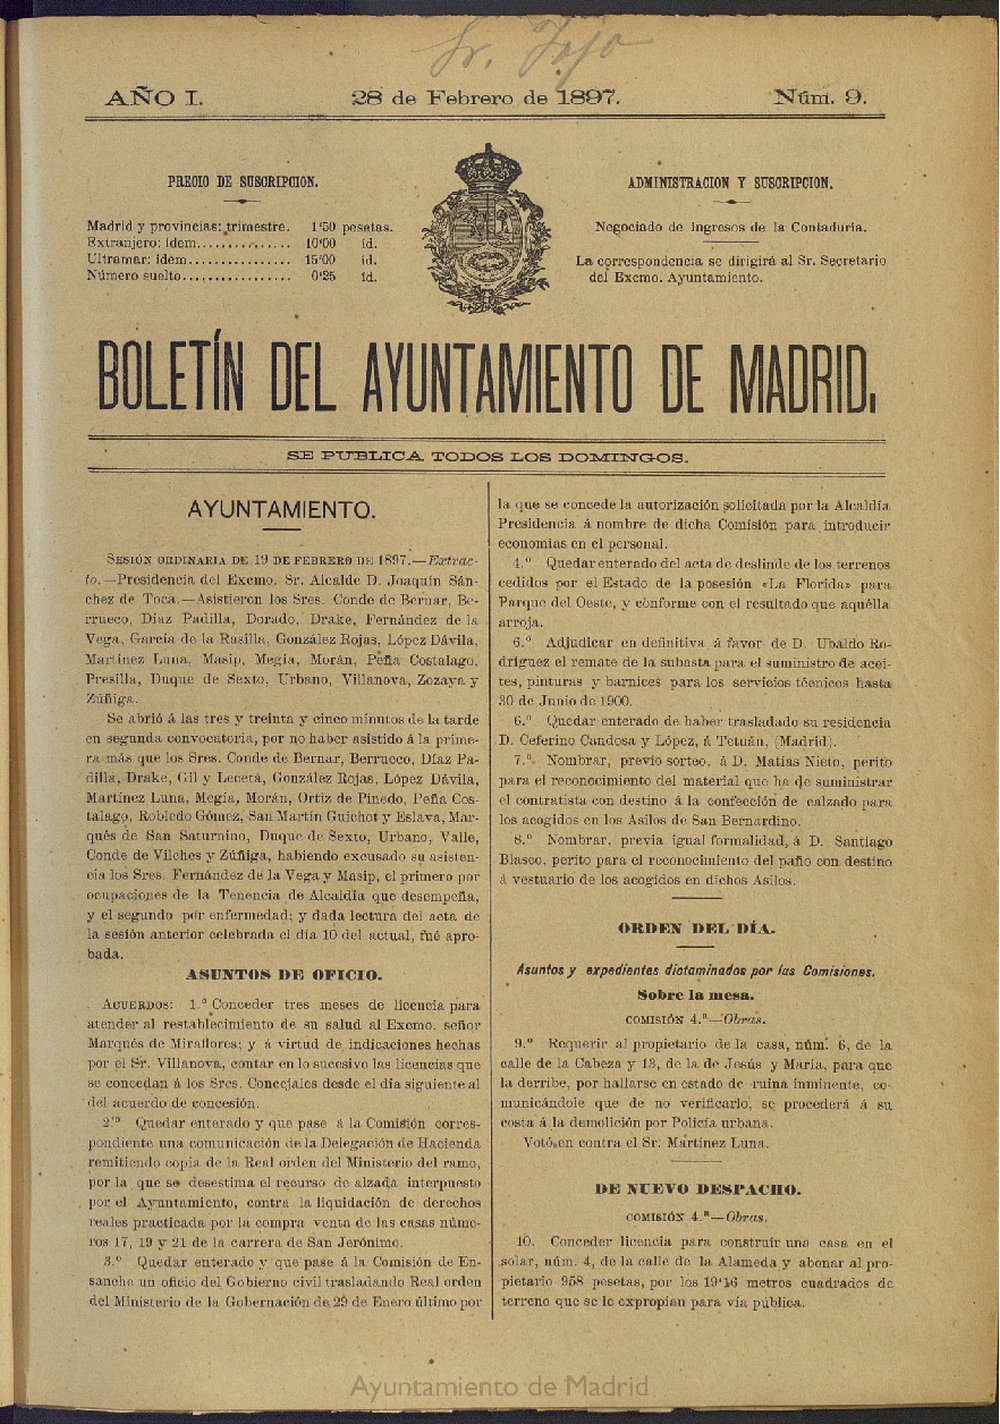 Sr. Tojo
AÑO I.
28 de Febrero de 1897.
Núm. 9.
PRECIO DE SUSCRIPCION.
Madrid y provincias: trimestre. 1'50 pesetas.
Extranjero: ídem............... 10'00 id.
Ultramar: ídem................ 15'00 id.
Número suelto................. 0'25 id.
ADMINISTRACION Y SUSCRIPCION.
Negociado de Ingresos de la Contaduría.
La correspondencia se dirigirá al Sr. Secretario
del Excmo. Ayuntamiento.
BOLETÍN DEL AYUNTAMIENTO DE MADRID.
SE PUBLICA TODOS LOS DOMINGOS.
AYUNTAMIENTO.
SESIÓN ORDINARIA DE 19 DE FEBRERO DE 1897.—Extrac-
to.—Presidencia del Excmo. Sr. Alcalde D. Joaquín Sán-
chez de Toca.—Asistieron los Sres. Conde de Bernar, Be-
rrueco, Díaz Padilla, Dorado, Drake, Fernández de la
Vega, García de la Rasilla, González Rojas, López Dávila,
Martínez Luna, Masip, Megía, Morán, Peña Costalago,
Presilla, Duque de Sexto, Urbano, Villanova, Zozaya y
Zúñiga.
Se abrió á las tres y treinta y cinco minutos de la tarde
en segunda convocatoria, por no haber asistido á la prime-
ra más que los Sres. Conde de Bernar, Berrueco, Díaz Pa-
dilla, Drake, Gil y Leceta, González Rojas, López Dávila,
Martínez Luna, Megía, Morán, Ortiz de Pinedo, Peña Cos-
talago, Robledo Gómez, San Martín Guichot y Eslava, Mar-
qués de San Saturnino, Duque de Sexto, Urbano, Valle,
Conde de Vilches y Zúñiga, habiendo excusado su asisten-
cia los Sres. Fernández de la Vega y Masip, el primero por
ocupaciones de la Tenencia de Alcaldía que desempeña,
y el segundo por enfermedad; y dada lectura del acta de
la sesión anterior celebrada el día 10 del actual, fué apro-
bada.
ASUNTOS DE OFICIO.
ACUERDOS: 1.º Conceder tres meses de licencia para
atender al restablecimiento de su salud al Excmo. señor
Marqués de Miraflores; y á virtud de indicaciones hechas
por el Sr. Villanova, contar en lo sucesivo las licencias que
se concedan á los Sres. Concejales desde el día siguiente al
del acuerdo de concesión.
2.º Quedar enterado y que pase á la Comisión corres-
pondiente una comunicación de la Delegación de Hacienda
remitiendo copia de la Real orden del Ministerio del ramo,
por la que se desestima el recurso de alzada interpuesto
por el Ayuntamiento, contra la liquidación de derechos
reales practicada por la compra venta de las casas núme-
ros 17, 19 y 21 de la carrera de San Jerónimo.
3.º Quedar enterado y que pase á la Comisión de En-
sanche un oficio del Gobierno civil trasladando Real orden
del Ministerio de la Gobernación de 29 de Enero último por
la que se concede la autorización solicitada por la Alcaldía
Presidencia á nombre de dicha Comisión para introducir
economías en el personal.
4.º Quedar enterado del acta de deslinde de los terrenos
cedidos por el Estado de la posesión «La Florida» para
Parque del Oeste, y conforme con el resultado que aquélla
arroja.
5.º Adjudicar en definitiva á favor de D. Ubaldo Ro-
dríguez el remate de la subasta para el suministro de acei-
tes, pinturas y barnices para los servicios técnicos hasta
30 de Junio de 1900.
6.º Quedar enterado de haber trasladado su residencia
D. Ceferino Candosa y López, á Tetuán, (Madrid).
7.º Nombrar, previo sorteo, á D. Matías Nieto, perito
para el reconocimiento del material que ha de suministrar
el contratista con destino á la confección de calzado para
los acogidos en los Asilos de San Bernardino.
8.º Nombrar, previa igual formalidad, á D. Santiago
Blasco, perito para el reconocimiento del paño con destino
á vestuario de los acogidos en dichos Asilos.
ORDEN DEL DÍA.
Asuntos y expedientes dictaminados por las Comisiones.
Sobre la mesa.
COMISIÓN 4.ª—Obras.
9.º Requerir al propietario de la casa, núm. 6, de la
calle de la Cabeza y 13, de la de Jesús y María, para que
la derribe, por hallarse en estado de ruina inminente, co-
municándole que de no verificarlo, se procederá á su
costa á la demolición por Policía urbana.
Votó en contra el Sr. Martínez Luna.
DE NUEVO DESPACHO.
COMISIÓN 4.ª—Obras.
10. Conceder licencia para construir una casa en el
solar, núm. 4, de la calle de la Alameda y abonar al pro-
pietario 958 pesetas, por los 19'16 metros cuadrados de
terreno que se le expropian para vía pública.
Ayuntamiento de Madrid